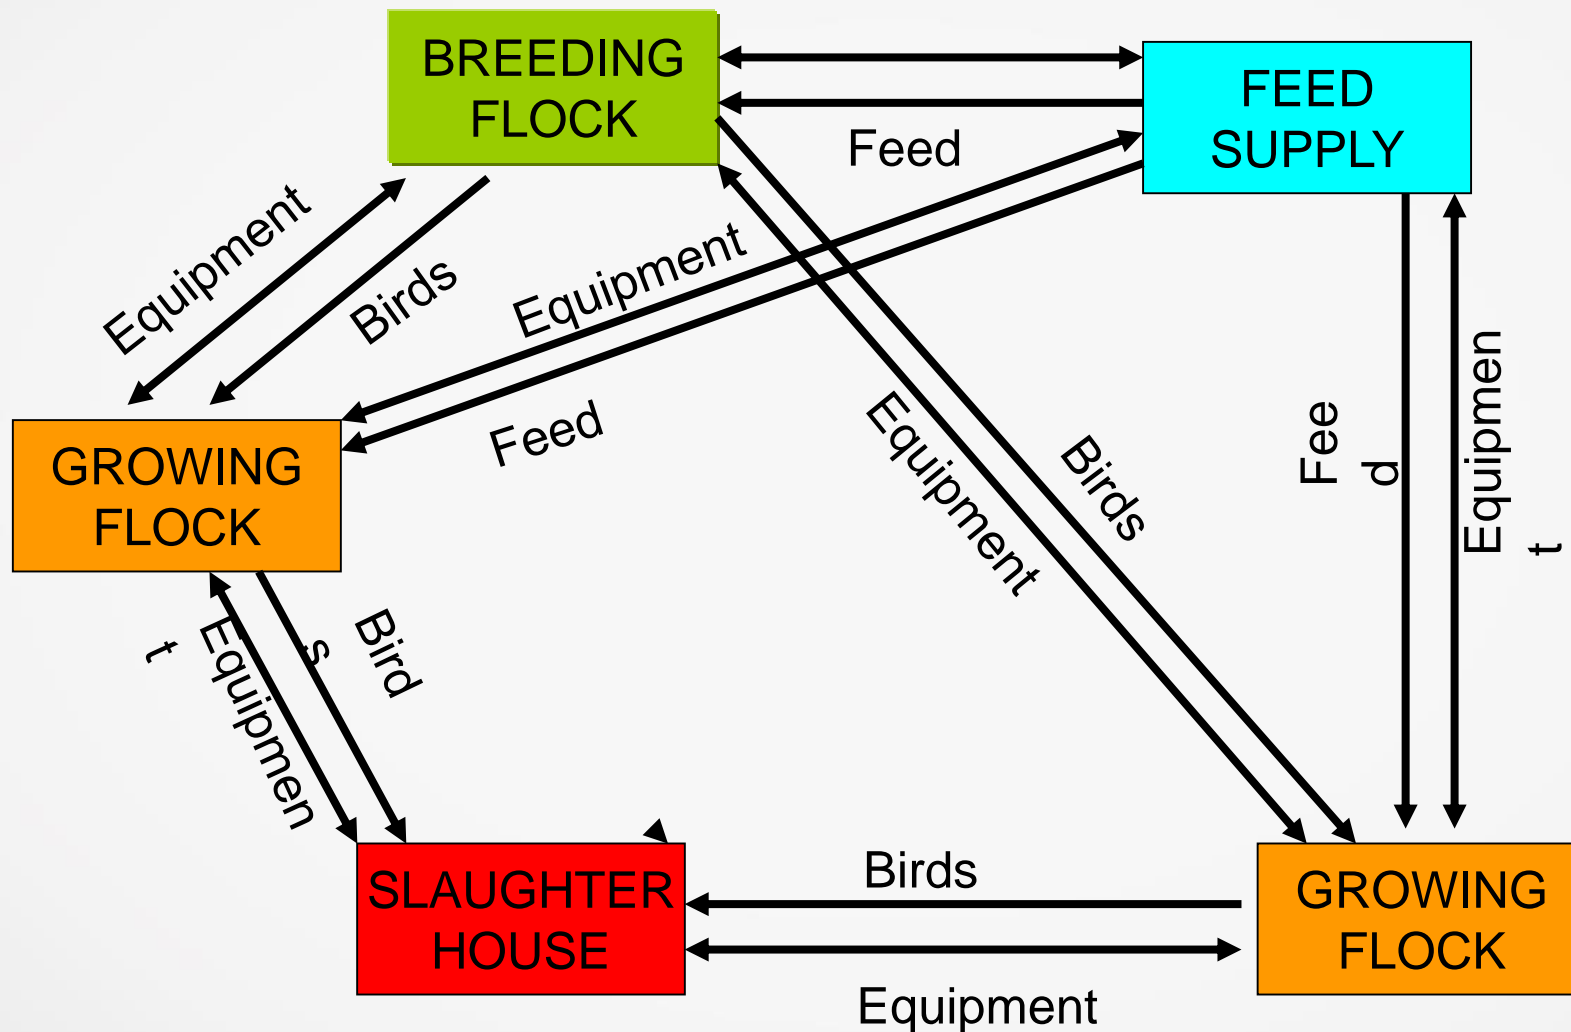 BREEDING
FLOCK
FEED
SUPPLY
Feed
Equipment
Birds
Equipment
Feed
Equipment
Birds
Fee
d
Equipmen
t
GROWING
FLOCK
Equipmen
t
Bird
s
SLAUGHTER
HOUSE
Birds
Equipment
GROWING
FLOCK